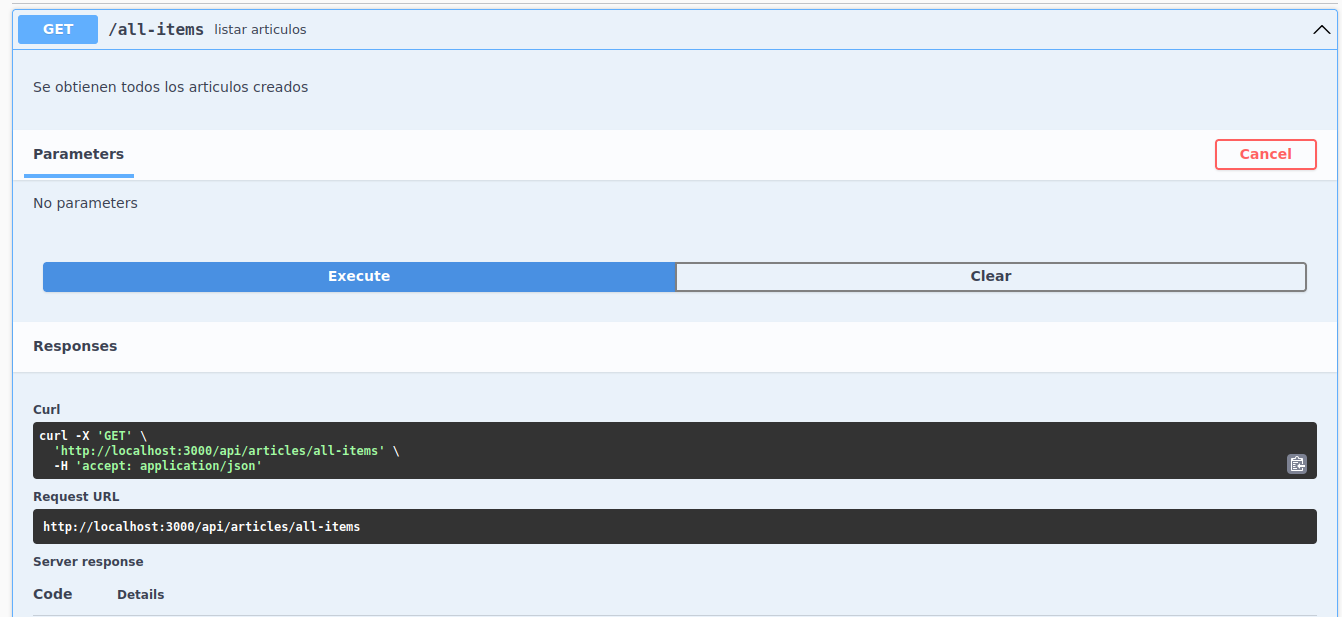 GET /all-items listar articulos
Se obtienen todos los articulos creados
Parameters
Cancel
No parameters
Execute
Clear
Responses
Curl
curl -X 'GET' \
'http://localhost:3000/api/articles/all-items' \
-H 'accept: application/json'
Request URL
http://localhost:3000/api/articles/all-items
Server response
Code Details